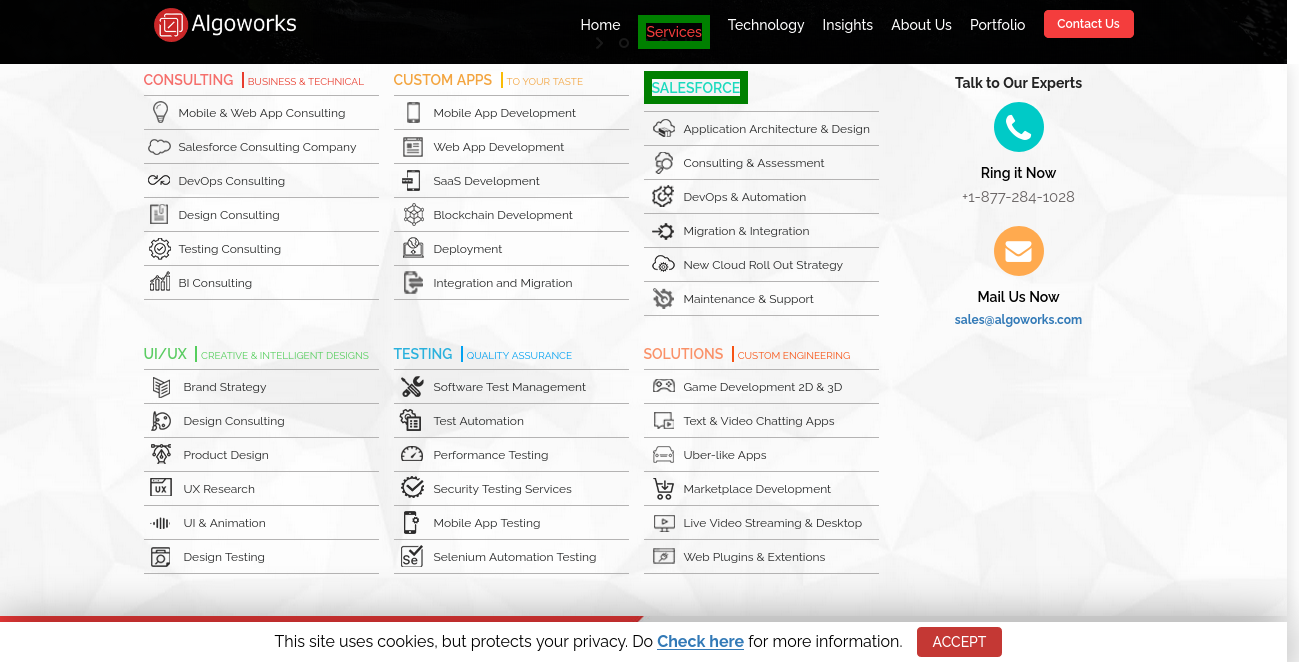 Algoworks
Home Services Technology Insights About Us Portfolio Contact Us
CONSULTING BUSINESS & TECHNICAL
Mobile & Web App Consulting
Salesforce Consulting Company
DevOps Consulting
Design Consulting
Testing Consulting
BI Consulting
CUSTOM APPS TO YOUR TASTE
Mobile App Development
Web App Development
SaaS Development
Blockchain Development
Deployment
Integration and Migration
SALESFORCE
Application Architecture & Design
Consulting & Assessment
DevOps & Automation
Migration & Integration
New Cloud Roll Out Strategy
Maintenance & Support
Talk to Our Experts
Ring it Now
+1-877-284-1028
Mail Us Now
sales@algoworks.com
UI/UX CREATIVE & INTELLIGENT DESIGNS
Brand Strategy
Design Consulting
Product Design
UX
UX Research
UI & Animation
Design Testing
TESTING QUALITY ASSURANCE
Software Test Management
Test Automation
Performance Testing
Security Testing Services
Mobile App Testing
Se
Selenium Automation Testing
SOLUTIONS CUSTOM ENGINEERING
Game Development 2D & 3D
Text & Video Chatting Apps
Uber-like Apps
Marketplace Development
Live Video Streaming & Desktop
Web Plugins & Extentions
This site uses cookies, but protects your privacy. Do Check here for more information. ACCEPT